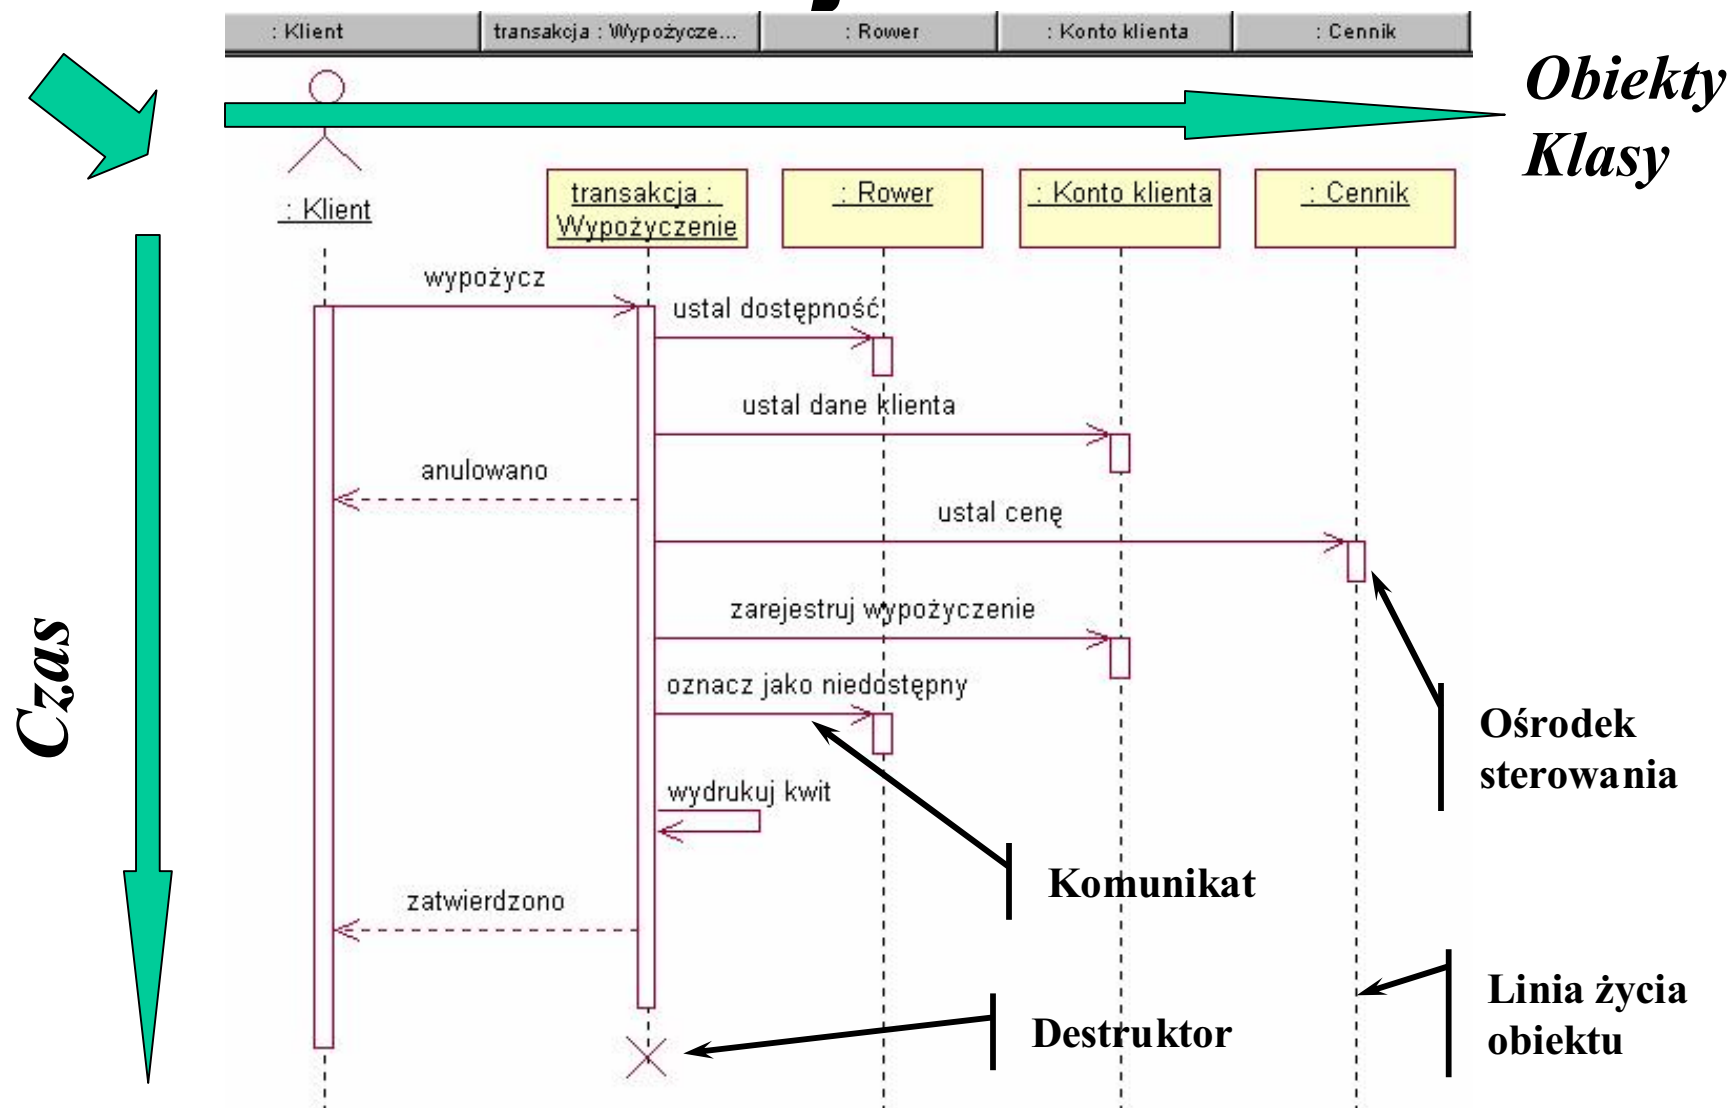 : Klient
transakcja : Wypożycze...
: Rower
: Konto klienta
: Cennik
Obiekty
Klasy
: Klient
transakcja :
Wypożyczenie
: Rower
: Konto klienta
: Cennik
wypożycz
ustal dostępność
ustal dane klienta
anulowano
ustal cenę
zarejestruj wypożyczenie
oznacz jako niedostępny
wydrukuj kwit
zatwierdzono
Czas
Ośrodek
sterowania
Komunikat
Linia życia
obiektu
Destruktor